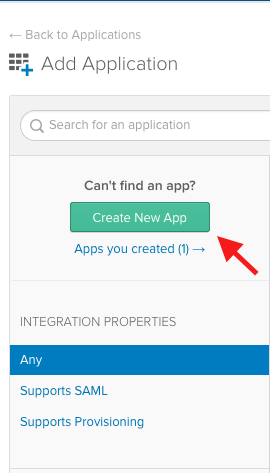 ← Back to Applications
Add Application
Search for an application
Can't find an app?
Create New App
Apps you created (1) →
INTEGRATION PROPERTIES
Any
Supports SAML
Supports Provisioning